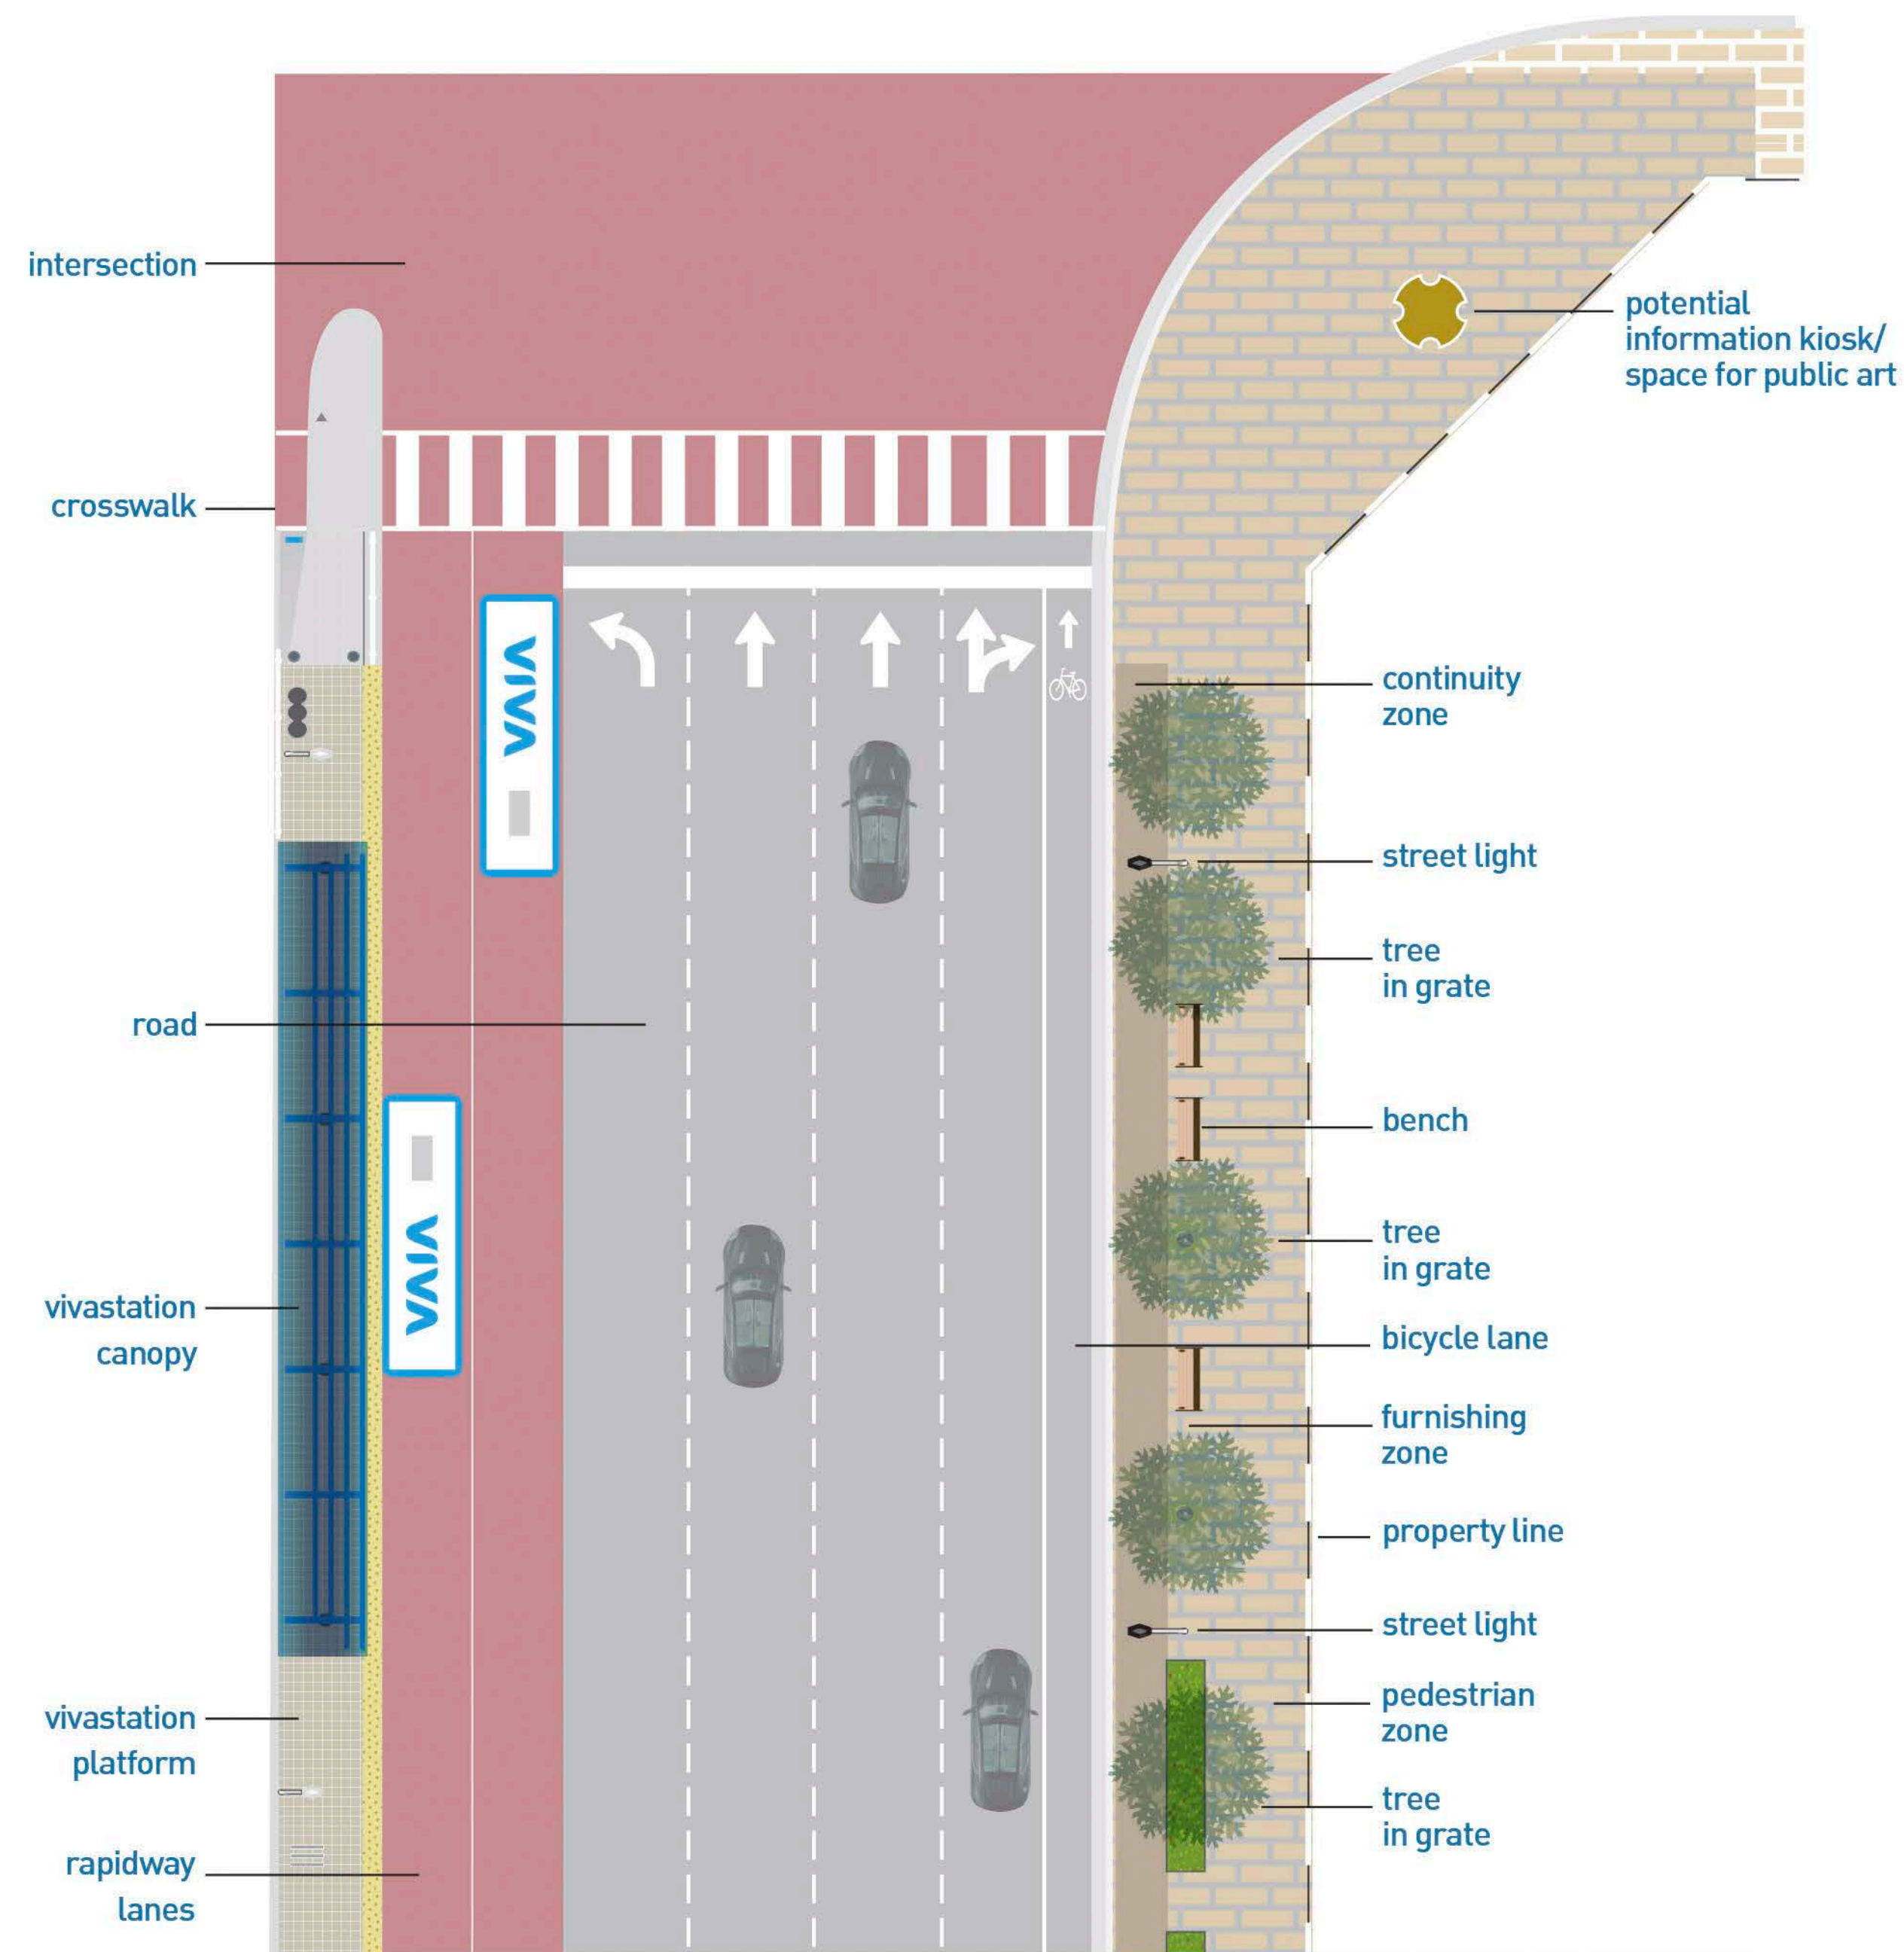 intersection
potential
information kiosk/
space for public art
crosswalk
VIVA
continuity
zone
street light
tree
in grate
road
bench
VIVA
tree
in grate
vivastation
canopy
bicycle lane
furnishing
zone
property line
street light
vivastation
platform
pedestrian
zone
tree
in grate
rapidway
lanes